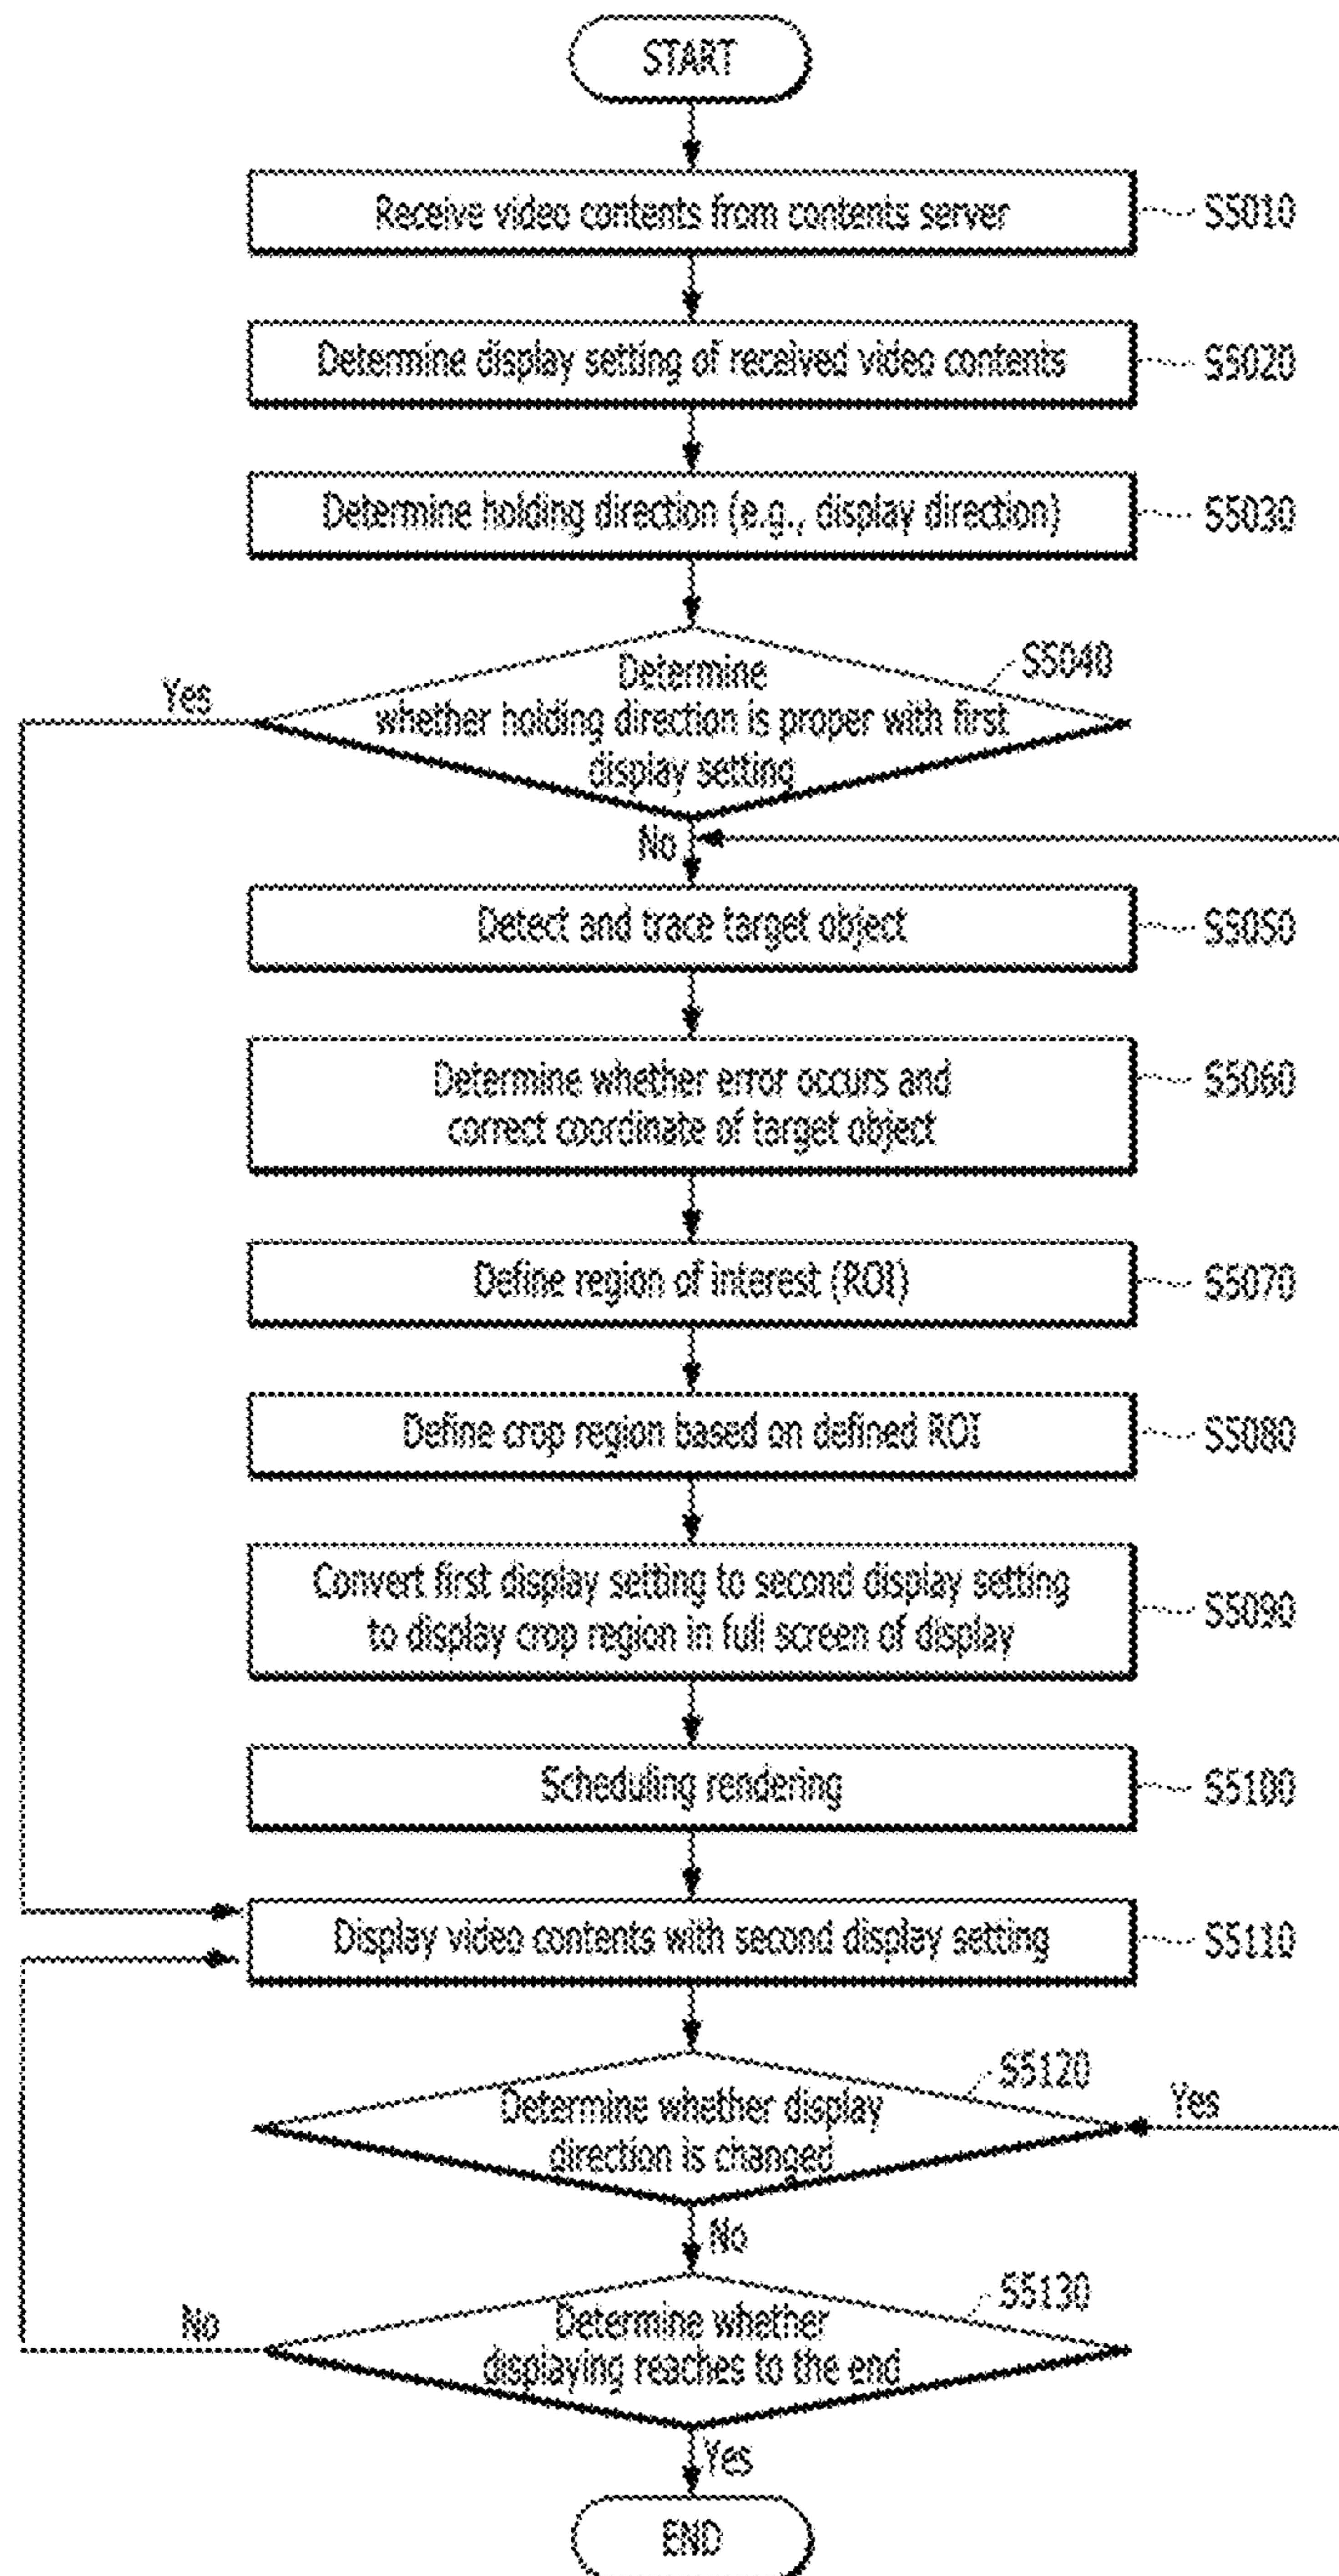 START
Receive video contents from contents server
S5010
Determine display setting of received video contents
S5020
Determine holding direction (e.g., display direction)
S5030
Determine
whether holding direction is proper with first
display setting
S5040
Yes
No
Detect and trace target object
S5050
Determine whether error occurs and
correct coordinate of target object
S5060
Define region of interest (ROI)
S5070
Define crop region based on defined ROI
S5080
Convert first display setting to second display setting
to display crop region in full screen of display
S5090
Scheduling rendering
S5100
Display video contents with second display setting
S5110
Determine whether display
direction is changed
S5120
Yes
No
Determine whether
displaying reaches to the end
S5130
No
Yes
END